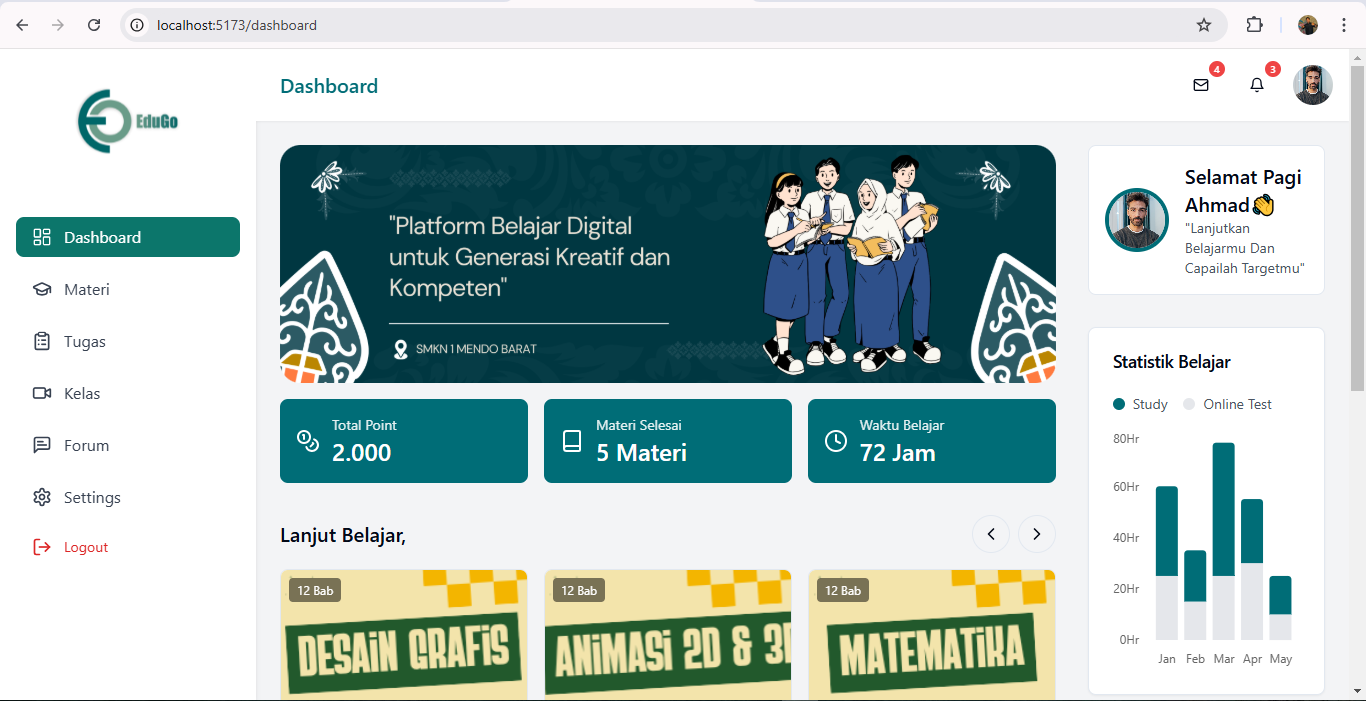 localhost:5173/dashboard
EduGo
Dashboard
4
3
Dashboard
Materi
Tugas
Kelas
Forum
Settings
Logout
"Platform Belajar Digital
untuk Generasi Kreatif dan
Kompeten"
SMKN 1 MENDO BARAT
Total Point
2.000
Materi Selesai
5 Materi
Waktu Belajar
72 Jam
Lanjut Belajar,
12 Bab
DESAIN GRAFIS
12 Bab
ANIMASI 2D & 3
12 Bab
MATEMATIKA
Selamat Pagi
Ahmad👋
"Lanjutkan
Belajarmu Dan
Capailah Targetmu"
Statistik Belajar
Study
Online Test
80Hr
60Hr
40Hr
20Hr
0Hr
Jan Feb Mar Apr May